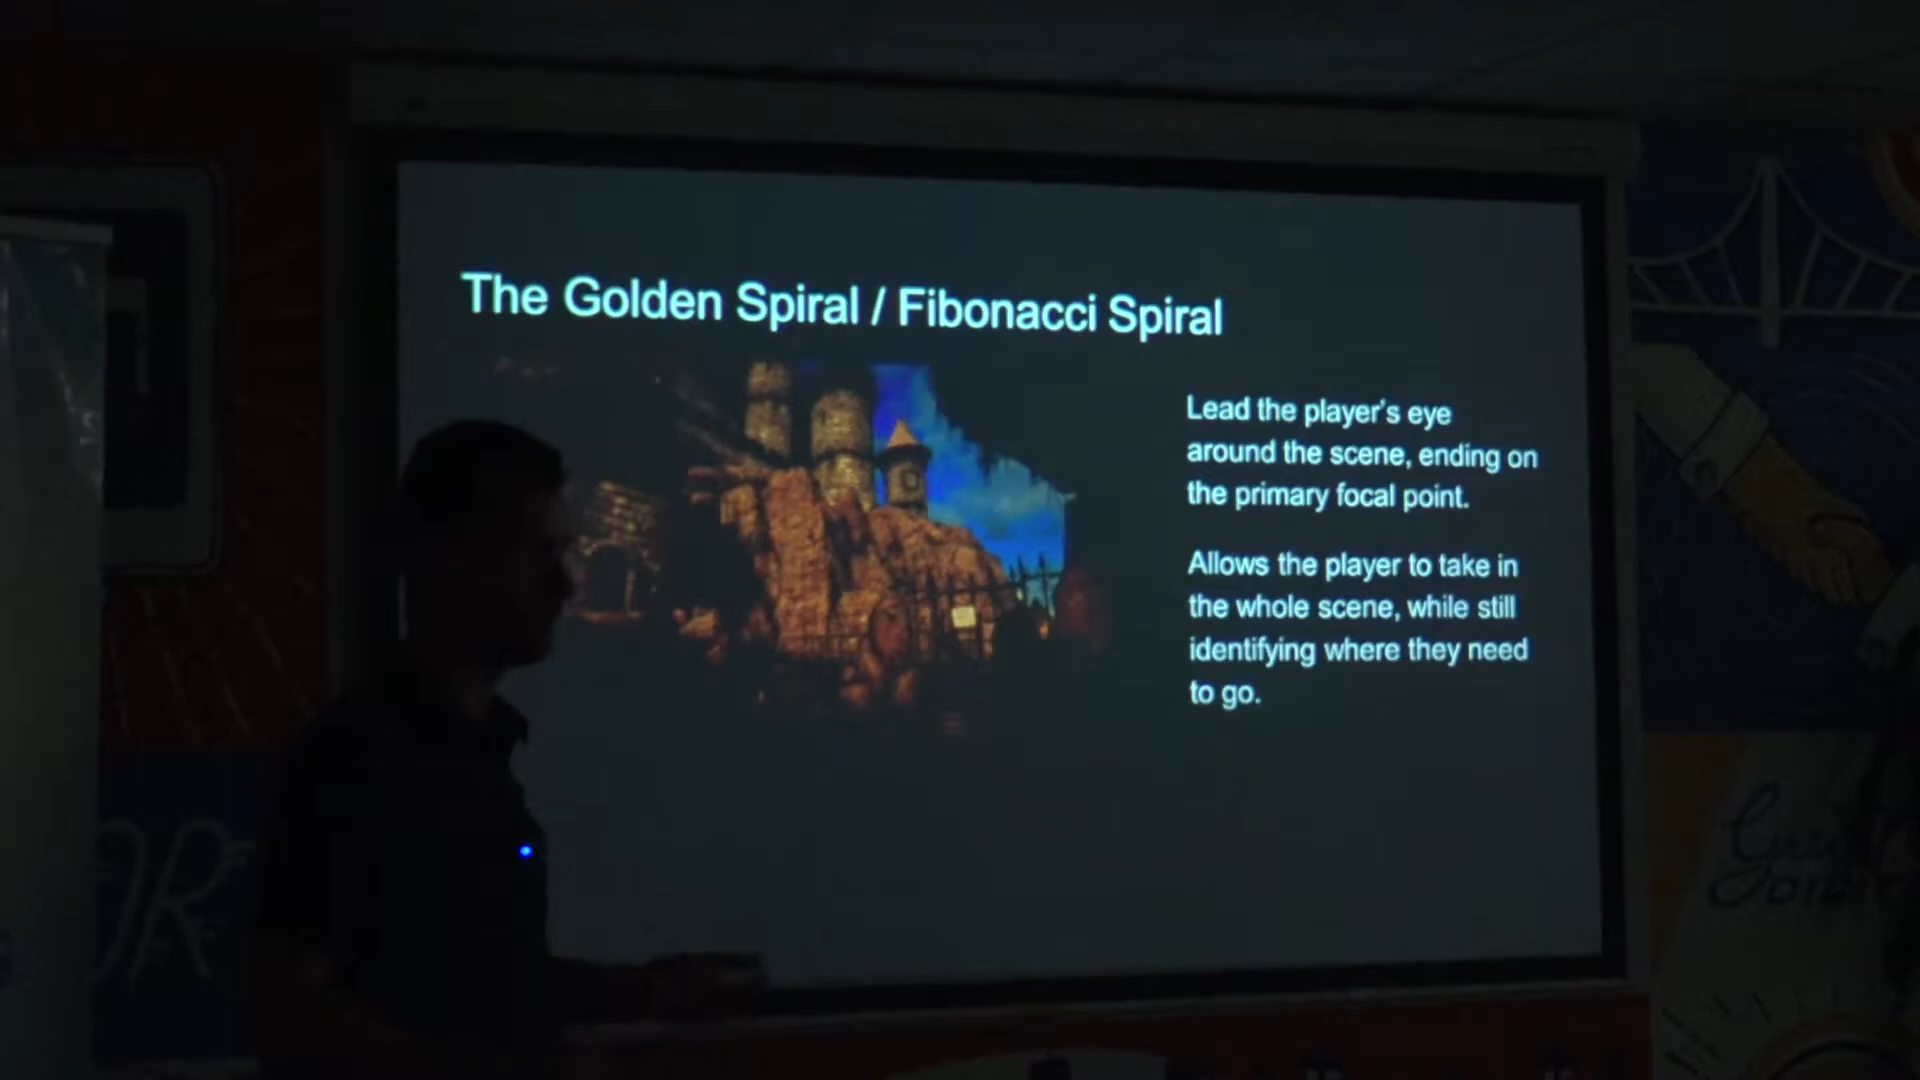 The Golden Spiral / Fibonacci Spiral
Lead the player's eye
around the scene, ending on
the primary focal point.
Allows the player to take in
the whole scene, while still
identifying where they need
to go.